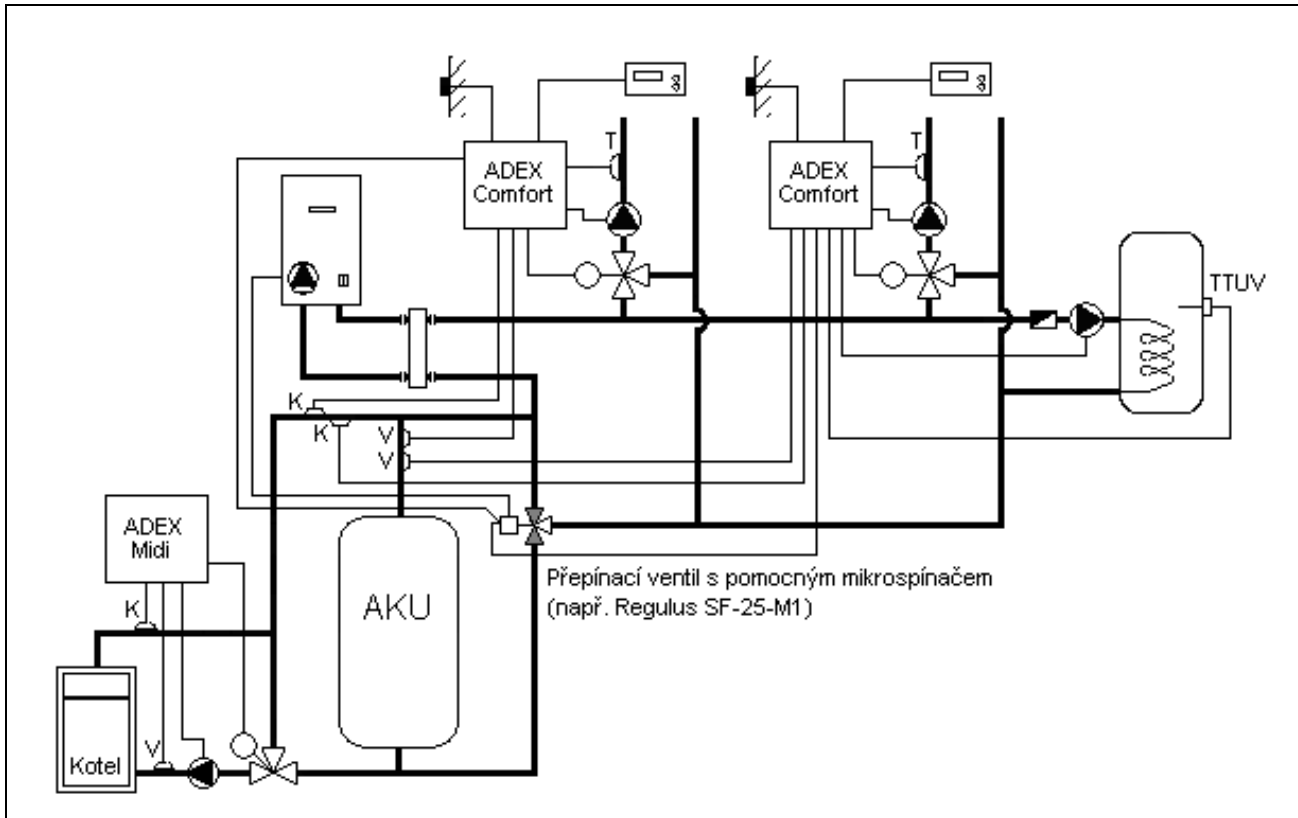 T
ADEX
Comfort
T
ADEX
Comfort
TTUV
K
K
V
V
ADEX
Midi
Přepínací ventil s pomocným mikrospínačem
(např. Regulus SF-25-M1)
K
AKU
V
Kotel